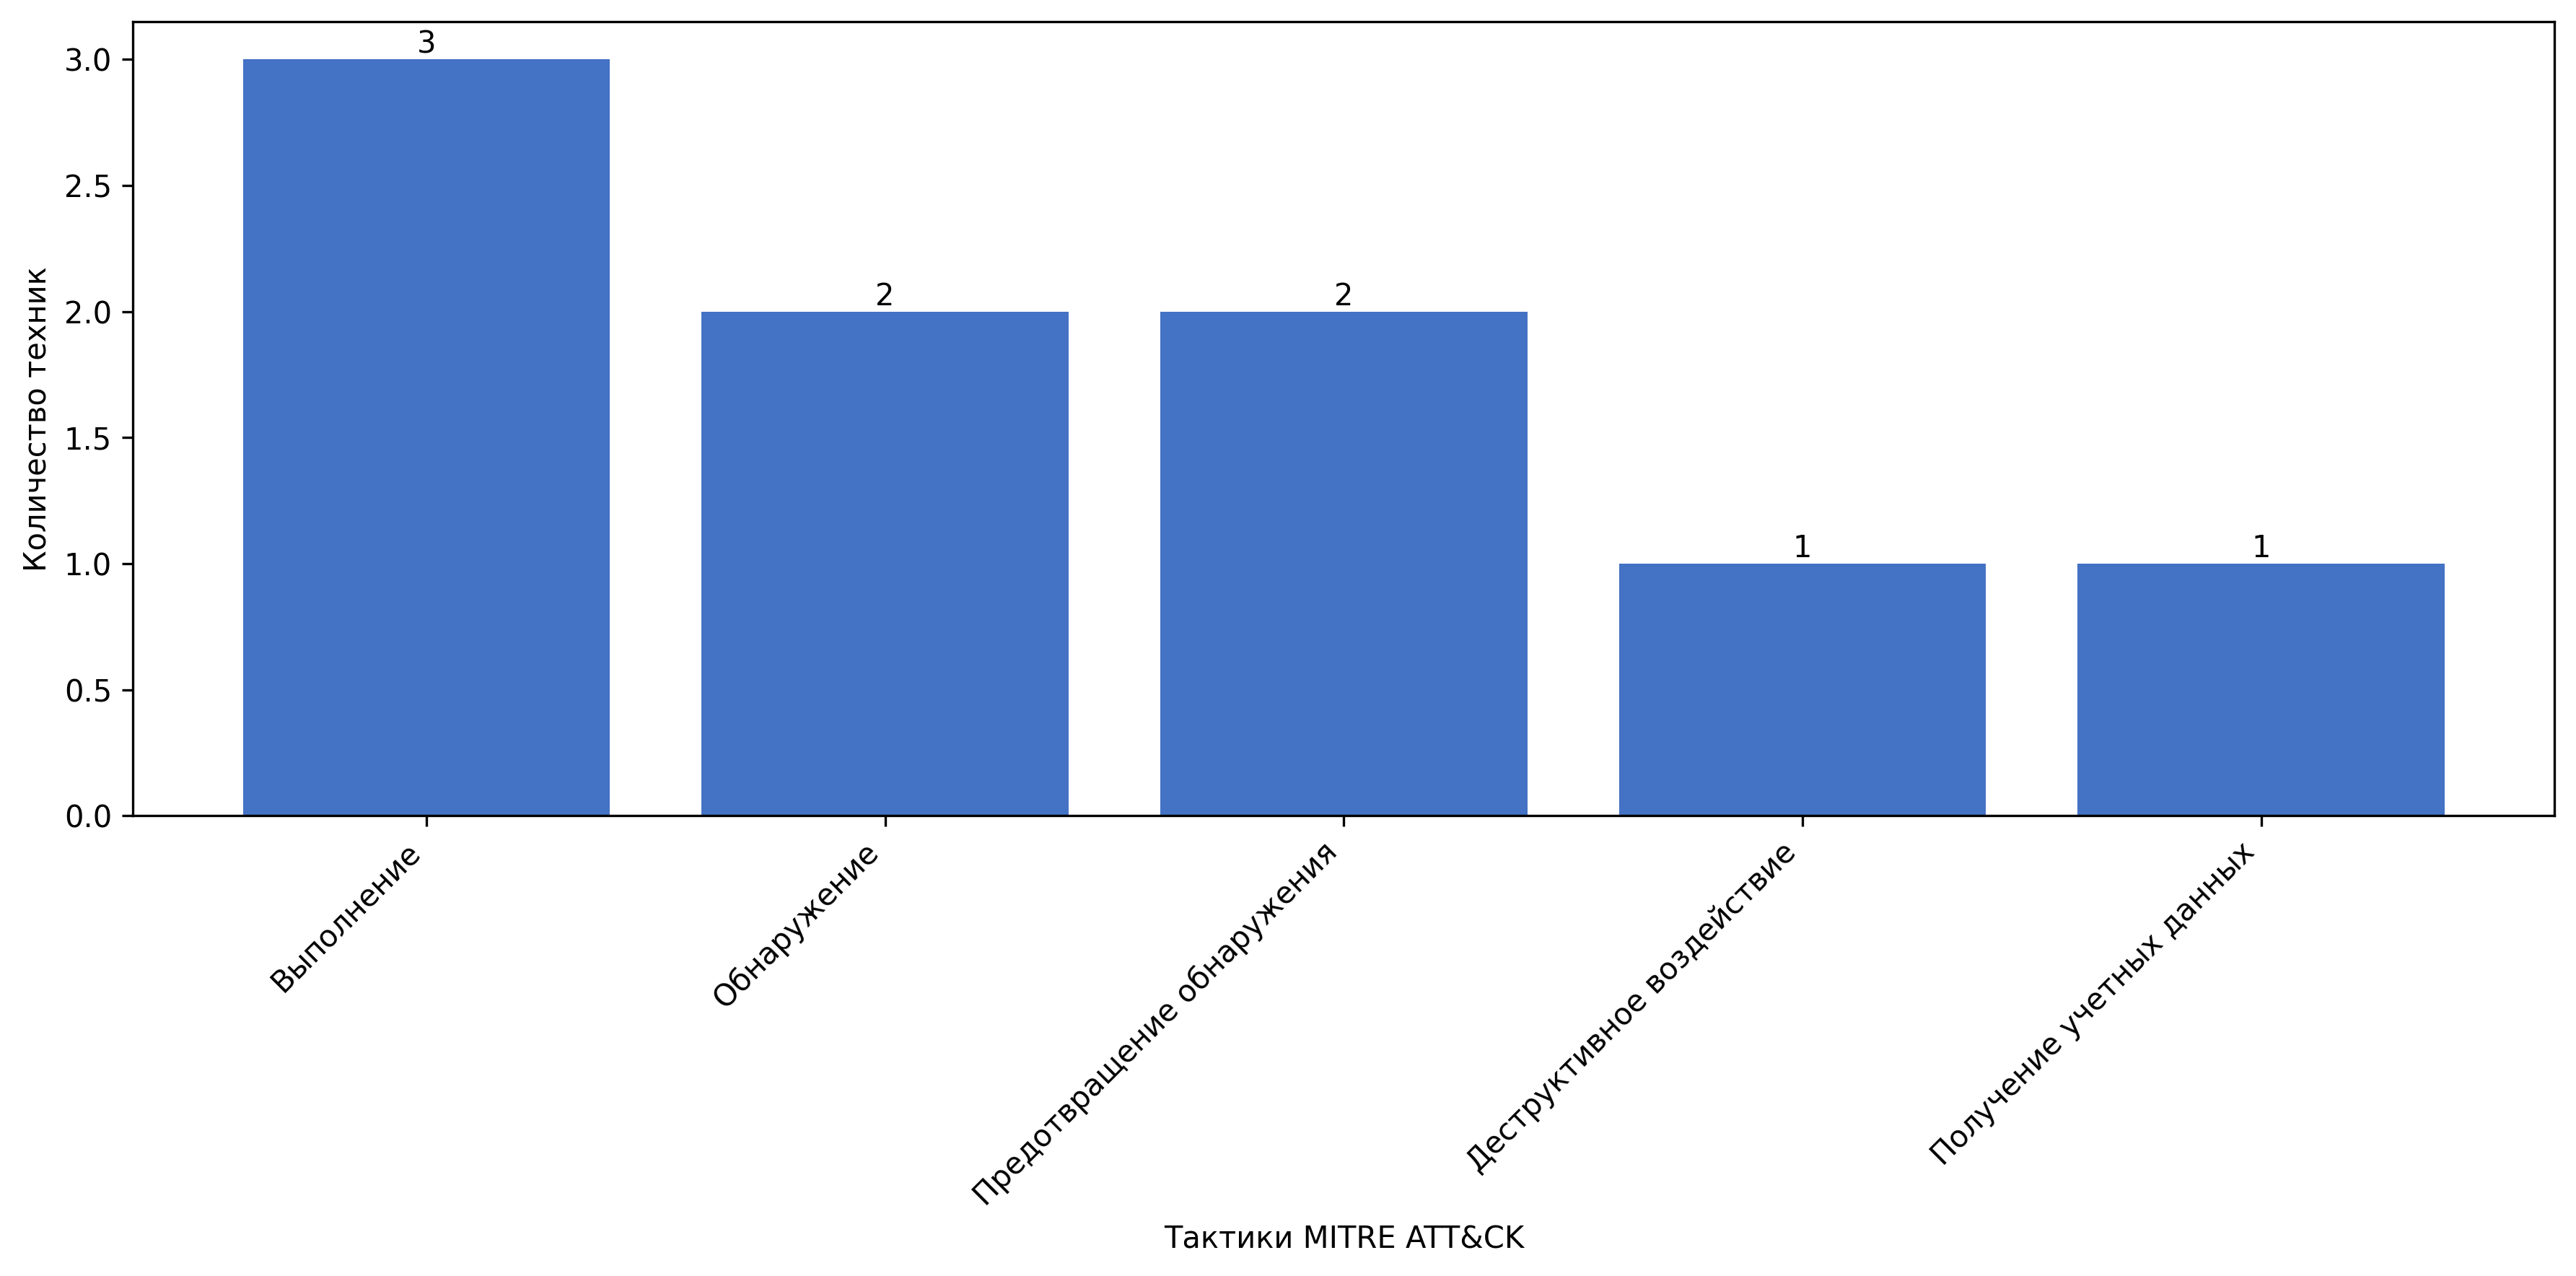 Количество техник
3.0
2.5
2.0
1.5
1.0
0.5
0.0
3
2
2
1
1
Выполнение
Обнаружение
Предотвращение обнаружения
Деструктивное воздействие
Получение учетных данных
Тактики MITRE ATT&CK